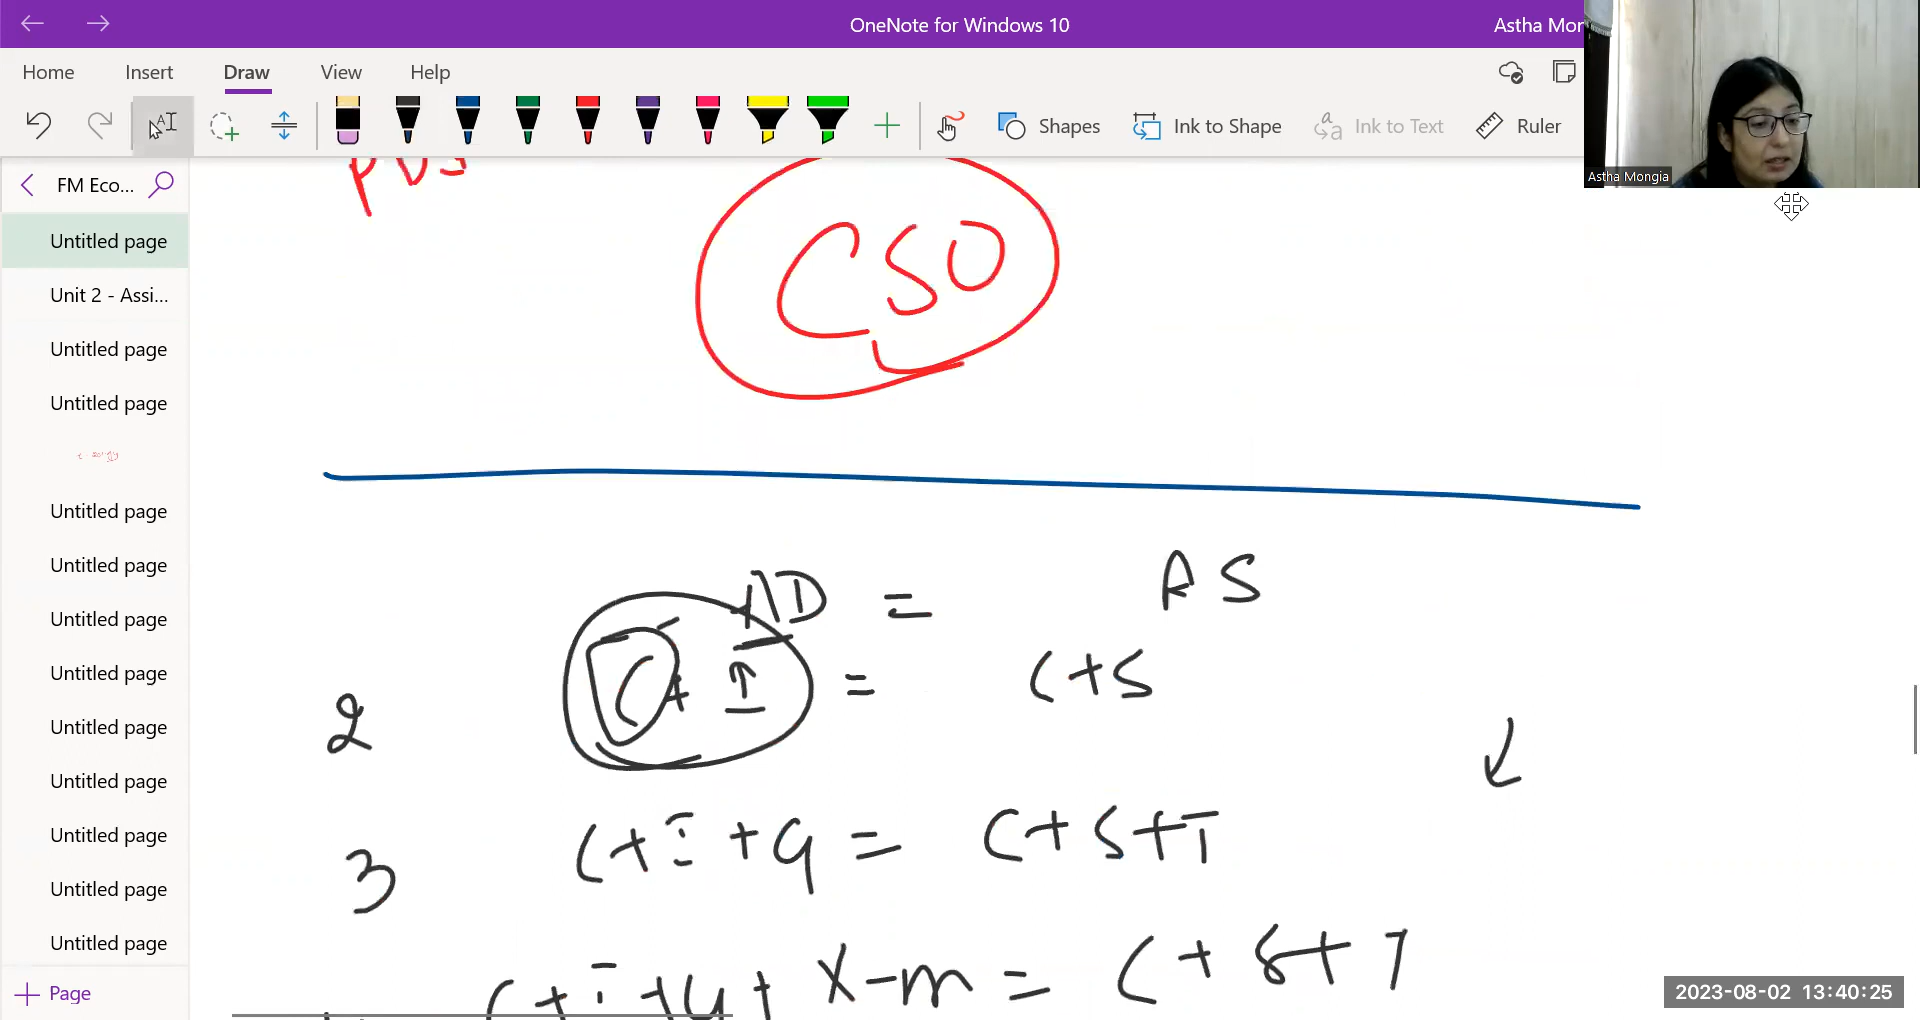 OneNote for Windows 10
Astha Mon
Home Insert Draw View Help
Shapes Ink to Shape Ink to Text Ruler
Astha Mongia
FM Eco...
Untitled page
Unit 2 - Assi...
Untitled page
Untitled page
Untitled page
Untitled page
Untitled page
Untitled page
Untitled page
Untitled page
Untitled page
Untitled page
Untitled page
Page
CSO
AD = AS
2 C + I = C+S
3 C+I+G = C+S+T
C+I+G+X-M = C+S+T
2023-08-02 13:40:25